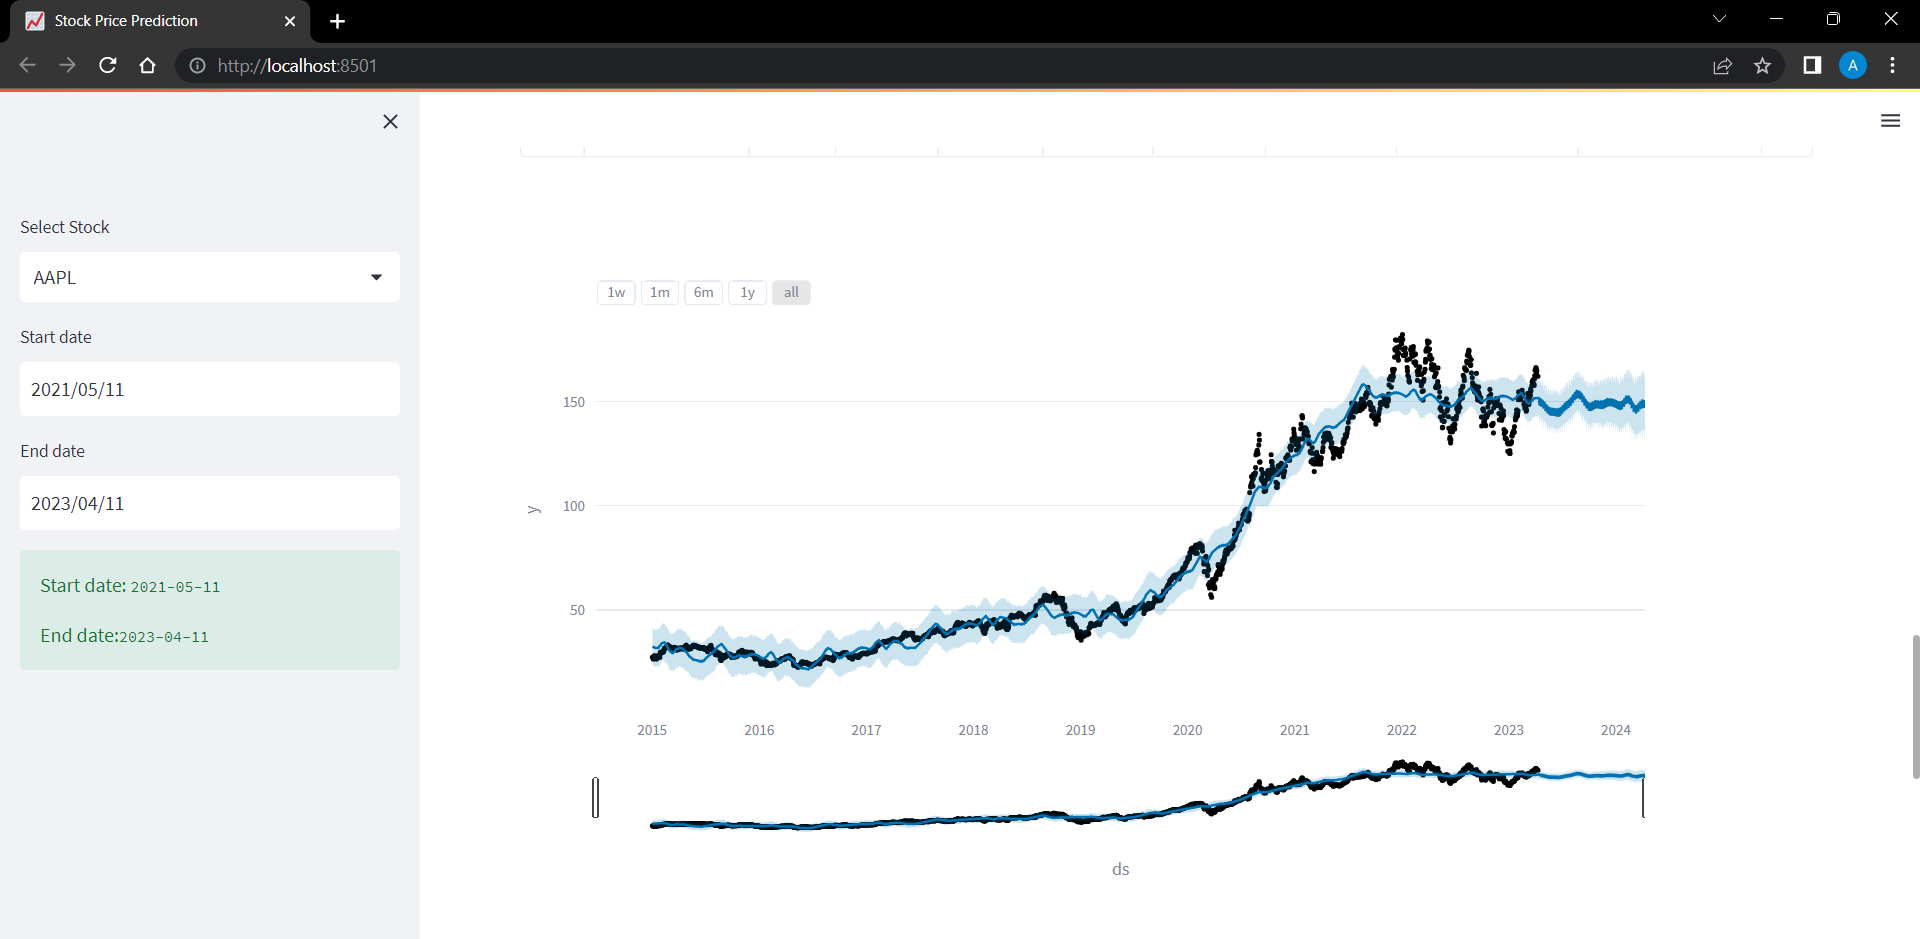 Stock Price Prediction
http://localhost:8501
A
Select Stock
AAPL
Start date
2021/05/11
End date
2023/04/11
Start date: 2021-05-11
End date:2023-04-11
1w 1m 6m 1y all
150
100
50
y
2015 2016 2017 2018 2019 2020 2021 2022 2023 2024
ds